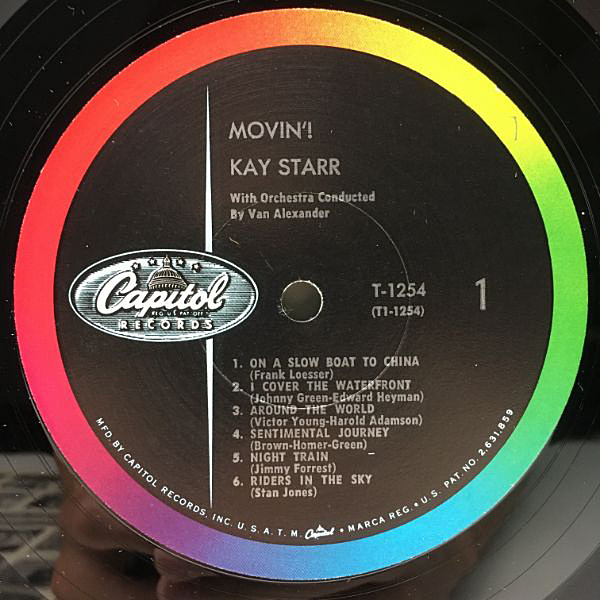 MOVIN'!
KAY STARR
With Orchestra Conducted
By Van Alexander
Capitol
REG. U.S. PAT. OFF.
RECORDS
T-1254
(T1-1254)
1
1. ON A SLOW BOAT TO CHINA
(Frank Loesser)
2. I COVER THE WATERFRONT
(Johnny Green-Edward Heyman)
3. AROUND THE WORLD
(Victor Young-Harold Adamson)
4. SENTIMENTAL JOURNEY
(Brown-Homer-Green)
5. NIGHT TRAIN
(Jimmy Forrest)
6. RIDERS IN THE SKY
(Stan Jones)
MFD. BY CAPITOL RECORDS, INC. U.S.A. T.M. Capitol • MARCA REG. • U.S. PAT. NO. 2,631,859